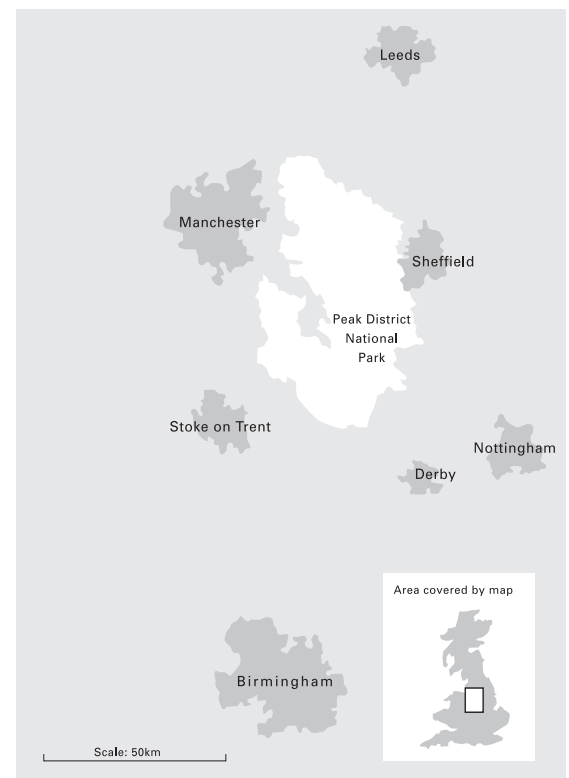 Leeds
Manchester
Sheffield
Peak District
National
Park
Stoke on Trent
Nottingham
Derby
Area covered by map
Birmingham
Scale: 50km